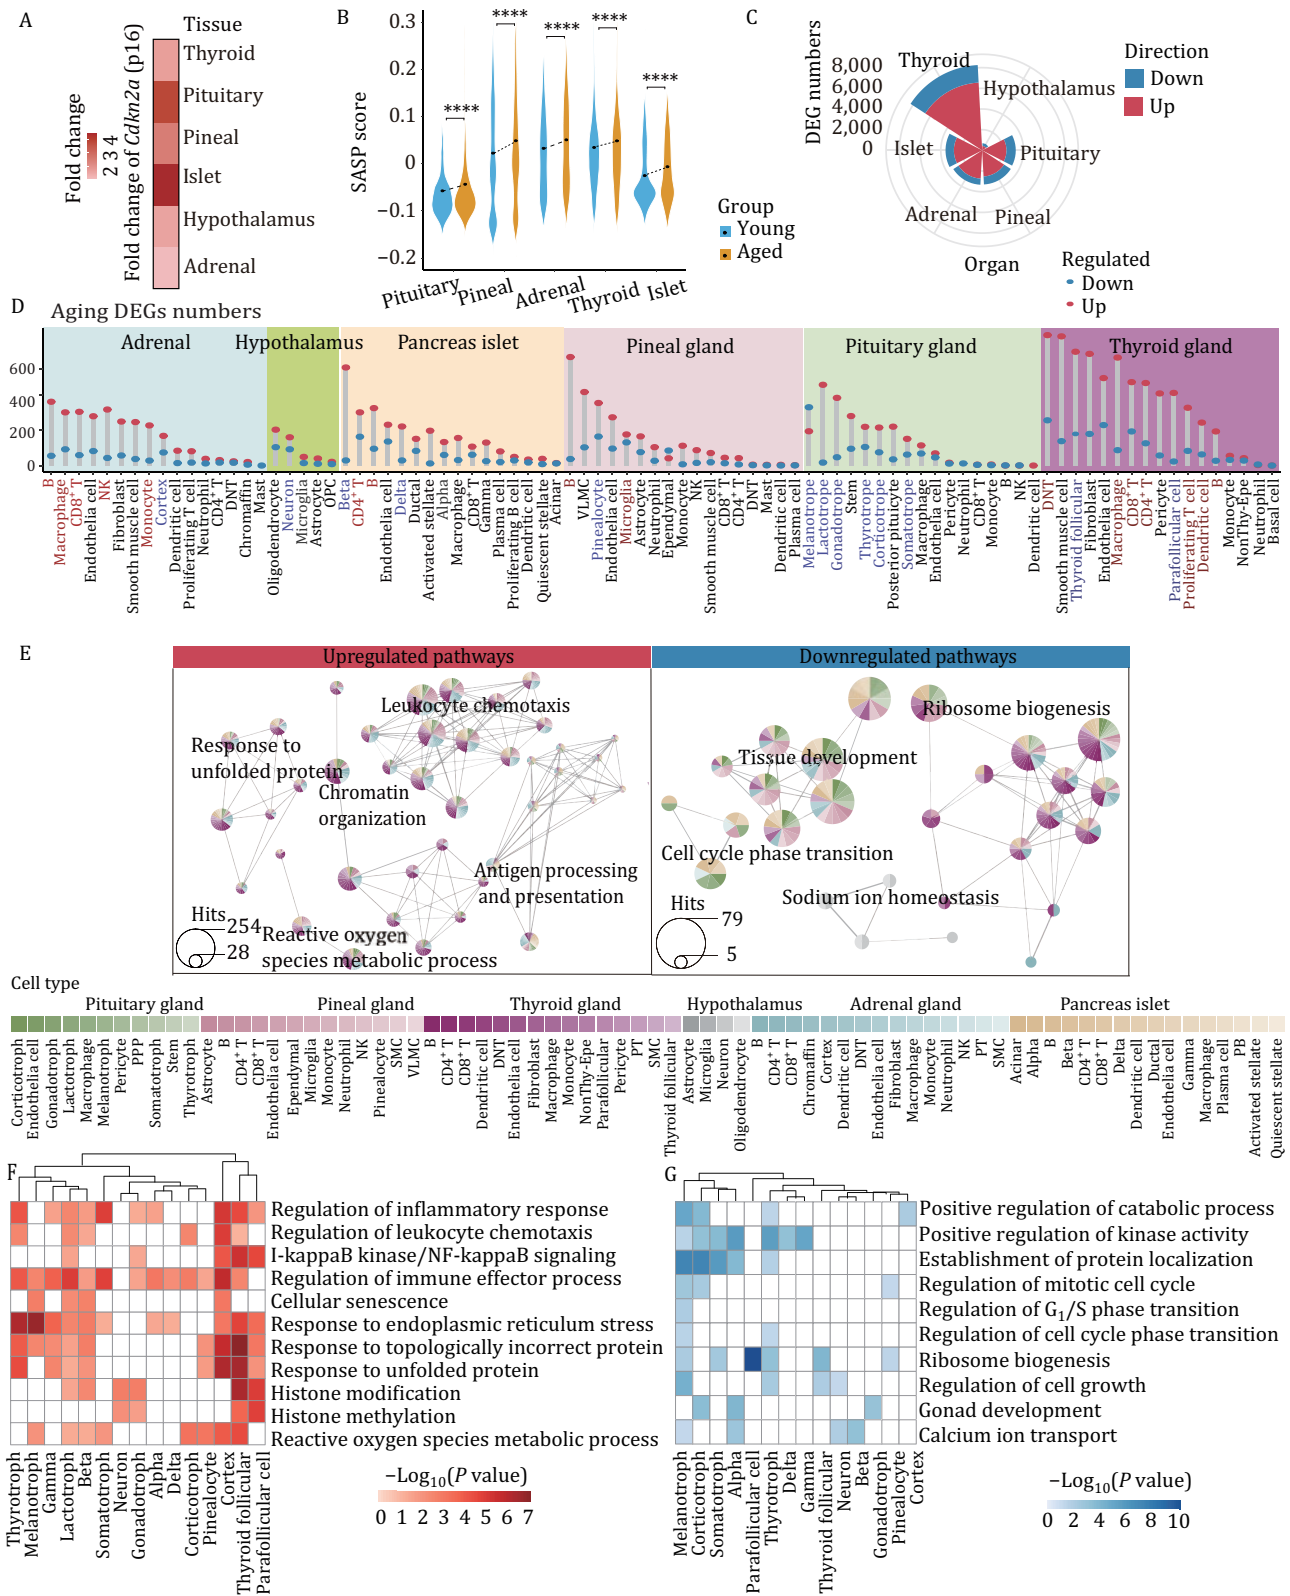 A
Tissue
Thyroid
Pituitary
Pineal
Islet
Hypothalamus
Adrenal
Fold change
2 3 4
Fold change of Cdkn2a (p16)
B
SASP score
0.3
0.2
0.1
0
−0.1
−0.2
****
****
****
****
****
Pituitary
Pineal
Adrenal
Thyroid
Islet
Group
Young
Aged
C
DEG numbers
8,000
6,000
4,000
2,000
0
Thyroid
Hypothalamus
Islet
Pituitary
Adrenal
Pineal
Organ
Direction
Down
Up
Regulated
Down
Up
D
Aging DEGs numbers
Adrenal
Hypothalamus
Pancreas islet
Pineal gland
Pituitary gland
Thyroid gland
600
400
200
0
B
Macrophage
CD8⁺ T
Endothelia cell
NK
Fibroblast
Smooth muscle cell
Monocyte
Cortex
Dendritic cell
Proliferating T cell
Neutrophil
CD4⁺ T
DNT
Chromaffin
Mast
Oligodendrocyte
Neuron
Microglia
Astrocyte
OPC
Beta
CD4⁺ T
B
Endothelia cell
Delta
Ductal
Activated stellate
Alpha
Macrophage
CD8⁺ T
Gamma
Plasma cell
Proliferating B cell
Dendritic cell
Quiescent stellate
Acinar
B
VLMC
Pinealocyte
Endothelia cell
Microglia
Astrocyte
Neutrophil
Ependymal
Monocyte
NK
Smooth muscle cell
CD8⁺ T
CD4⁺ T
DNT
Mast
Dendritic cell
Plasma cell
Melanotrope
Lactotrope
Gonadotrope
Stem
Thyrotrope
Corticotrope
Posterior pituicyte
Somatotrope
Macrophage
Endothelia cell
Pericyte
Neutrophil
CD8⁺ T
Monocyte
B
NK
Dendritic cell
DNT
Smooth muscle cell
Thyroid follicular
Fibroblast
Endothelia cell
Macrophage
CD8⁺ T
CD4⁺ T
Pericyte
Parafollicular cell
Proliferating T cell
Dendritic cell
B
Monocyte
NonThy-Epe
Neutrophil
Basal cell
E
Upregulated pathways
Downregulated pathways
Leukocyte chemotaxis
Response to
unfolded protein
Chromatin
organization
Antigen processing
and presentation
Reactive oxygen
species metabolic process
Hits
254
28
Ribosome biogenesis
Tissue development
Cell cycle phase transition
Sodium ion homeostasis
Hits
79
5
Cell type
Pituitary gland
Pineal gland
Thyroid gland
Hypothalamus
Adrenal gland
Pancreas islet
Corticotroph
Endothelia cell
Gonadotroph
Lactotroph
Macrophage
Melanotroph
Pericyte
PPP
Somatotroph
Stem
Thyrotroph
Astrocyte
B
CD4⁺ T
CD8⁺ T
Endothelial cell
Ependymal
Microglia
Monocyte
Neutrophil
NK
Pinealocyte
SMC
VLMC
B
CD4⁺ T
CD8⁺ T
Dendritic cell
DNT
Endothelial cell
Fibroblast
Macrophage
Monocyte
NonThy-Epe
Parafollicular
Pericyte
PT
SMC
Thyroid follicular
Astrocyte
Microglia
Neuron
Oligodendrocyte
B
CD4⁺ T
CD8⁺ T
Chromaffin
Cortex
Dendritic cell
DNT
Endothelial cell
Fibroblast
Macrophage
Monocyte
Neutrophil
NK
PT
SMC
Acinar
Alpha
B
Beta
CD4⁺ T
CD8⁺ T
Delta
Dendritic cell
Ductal
Endothelial cell
Gamma
Macrophage
Plasma cell
PB
Activated stellate
Quiescent stellate
F
Regulation of inflammatory response
Regulation of leukocyte chemotaxis
I-kappaB kinase/NF-kappaB signaling
Regulation of immune effector process
Cellular senescence
Response to endoplasmic reticulum stress
Response to topologically incorrect protein
Response to unfolded protein
Histone modification
Histone methylation
Reactive oxygen species metabolic process
Thyrotroph
Melanotroph
Gamma
Lactotroph
Beta
Somatotroph
Neuron
Gonadotroph
Alpha
Delta
Corticotroph
Pinealocyte
Cortex
Thyroid follicular
Parafollicular cell
−Log₁₀(P value)
0 1 2 3 4 5 6 7
G
Positive regulation of catabolic process
Positive regulation of kinase activity
Establishment of protein localization
Regulation of mitotic cell cycle
Regulation of G₁/S phase transition
Regulation of cell cycle phase transition
Ribosome biogenesis
Regulation of cell growth
Gonad development
Calcium ion transport
Melanotroph
Corticotroph
Somatotroph
Alpha
Parafollicular cell
Thyrotroph
Delta
Gamma
Thyroid follicular
Neuron
Beta
Gonadotroph
Pinealocyte
Cortex
−Log₁₀(P value)
0 2 4 6 8 10